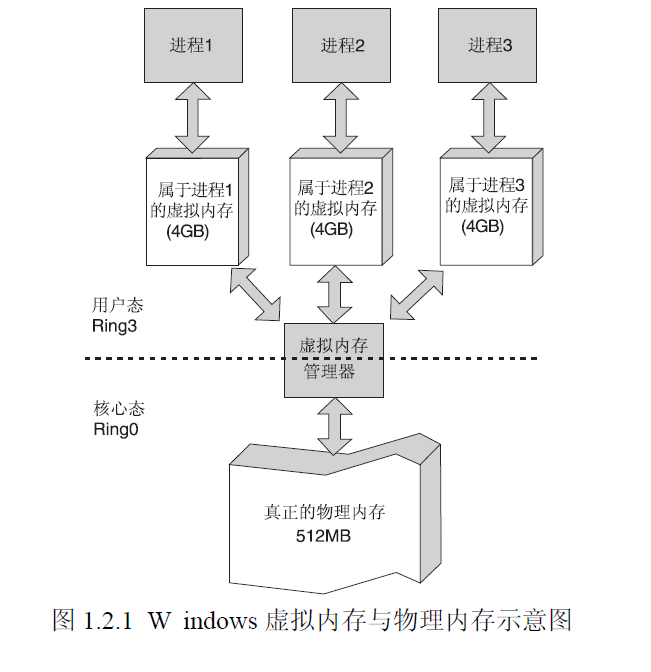 进程1
进程2
进程3
属于进程1
的虚拟内存
(4GB)
属于进程2
的虚拟内存
(4GB)
属于进程3
的虚拟内存
(4GB)
用户态
Ring3
虚拟内存
管理器
核心态
Ring0
真正的物理内存
512MB
图 1.2.1 W indows 虚拟内存与物理内存示意图